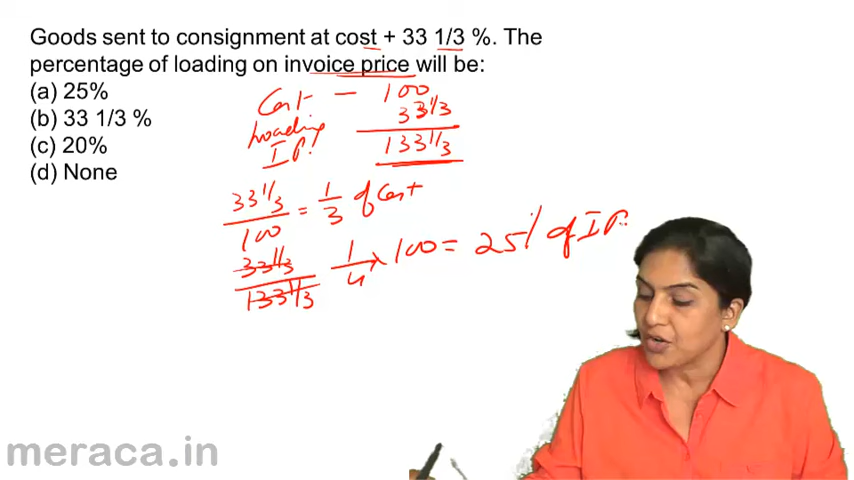 Goods sent to consignment at cost + 33 1/3 %. The
percentage of loading on invoice price will be:
(a) 25%
(b) 33 1/3 %
(c) 20%
(d) None
Cost — 100
Loading 33 1/3
I.P. 133 1/3
33 1/3 / 100 = 1/3 of Cost
33 1/3 / 133 1/3 1/4 x 100 = 25% of I.P.
meraca.in